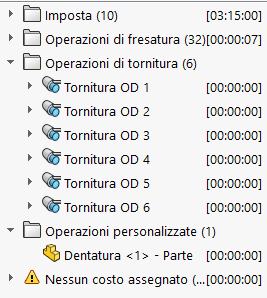 Imposta (10) [03:15:00]
Operazioni di fresatura (32)[00:00:07]
Operazioni di tornitura (6)
Tornitura OD 1 [00:00:00]
Tornitura OD 2 [00:00:00]
Tornitura OD 3 [00:00:00]
Tornitura OD 4 [00:00:00]
Tornitura OD 5 [00:00:00]
Tornitura OD 6 [00:00:00]
Operazioni personalizzate (1)
Dentatura <1> - Parte [00:00:00]
Nessun costo assegnato (...[00:00:00]